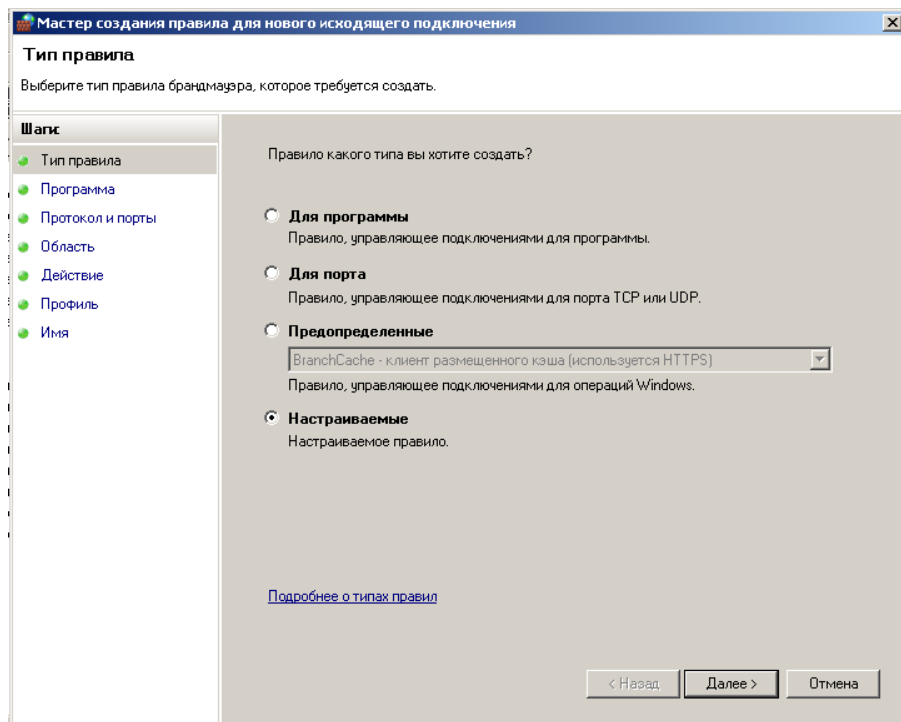 Мастер создания правила для нового исходящего подключения
Тип правила
Выберите тип правила брандмауэра, которое требуется создать.
Шаги:
Тип правила
Программа
Протокол и порты
Область
Действие
Профиль
Имя
Правило какого типа вы хотите создать?
Для программы
Правило, управляющее подключениями для программы.
Для порта
Правило, управляющее подключениями для порта TCP или UDP.
Предопределенные
BranchCache - клиент размещенного кэша (используется HTTPS)
Правило, управляющее подключениями для операций Windows.
Настраиваемые
Настраиваемое правило.
Подробнее о типах правил
< Назад
Далее >
Отмена